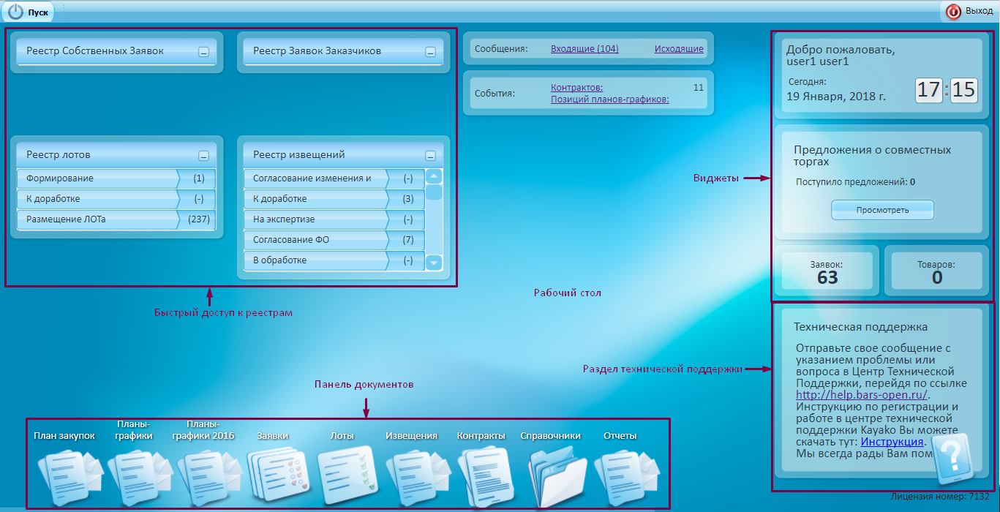 Пуск
Выход
Реестр Собственных Заявок
Реестр Заявок Заказчиков
Сообщения: Входящие (104) Исходящие
События: Контрактов: 11
Позиций планов-графиков:
Добро пожаловать,
user1 user1
Сегодня:
19 Января, 2018 г.
17:15
Реестр лотов
Формирование (1)
К доработке (-)
Размещение ЛОТа (237)
Реестр извещений
Согласование изменения и (-)
К доработке (3)
На экспертизе (-)
Согласование ФО (7)
В обработке (-)
Виджеты
Предложения о совместных
торгах
Поступило предложений: 0
Просмотреть
Заявок:
63
Товаров:
0
Рабочий стол
Быстрый доступ к реестрам
Раздел технической поддержки
Техническая поддержка
Отправьте свое сообщение с
указанием проблемы или
вопроса в Центр Технической
Поддержки, перейдя по ссылке
http://help.bars-open.ru/.
Инструкцию по регистрации и
работе в центре технической
поддержки Kayako Вы можете
скачать тут: Инструкция.
Мы всегда рады Вам пом
?
Панель документов
План закупок
Планы-
графики
Планы-
графики 2016
Заявки
Лоты
Извещения
Контракты
Справочники
Отчеты
Лицензия номер: 7132